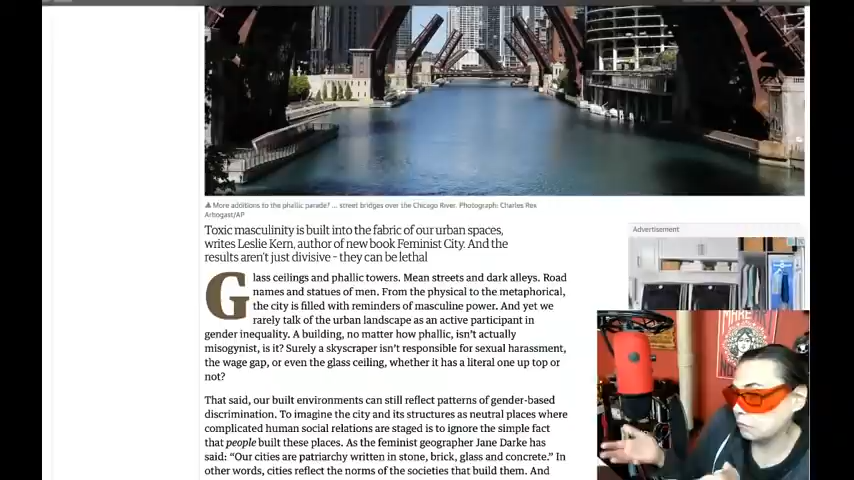 ▲ More additions to the phallic parade? ... street bridges over the Chicago River. Photograph: Charles Rex
Arbogast/AP
Toxic masculinity is built into the fabric of our urban spaces,
writes Leslie Kern, author of new book Feminist City. And the
results aren't just divisive - they can be lethal
Advertisement
Glass ceilings and phallic towers. Mean streets and dark alleys. Road
names and statues of men. From the physical to the metaphorical,
the city is filled with reminders of masculine power. And yet we
rarely talk of the urban landscape as an active participant in
gender inequality. A building, no matter how phallic, isn't actually
misogynist, is it? Surely a skyscraper isn't responsible for sexual harassment,
the wage gap, or even the glass ceiling, whether it has a literal one up top or
not?
That said, our built environments can still reflect patterns of gender-based
discrimination. To imagine the city and its structures as neutral places where
complicated human social relations are staged is to ignore the simple fact
that people built these places. As the feminist geographer Jane Darke has
said: “Our cities are patriarchy written in stone, brick, glass and concrete.” In
other words, cities reflect the norms of the societies that build them. And